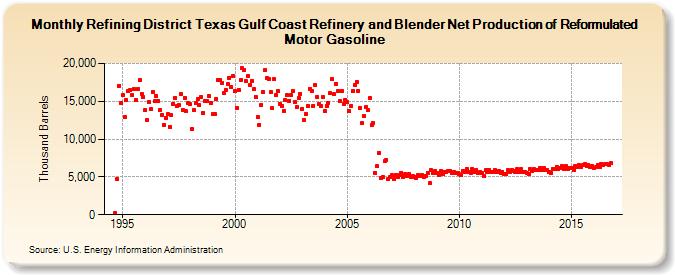 Monthly Refining District Texas Gulf Coast Refinery and Blender Net Production of Reformulated
Motor Gasoline
Thousand Barrels
20,000
15,000
10,000
5,000
0
1995
2000
2005
2010
2015
Source: U.S. Energy Information Administration